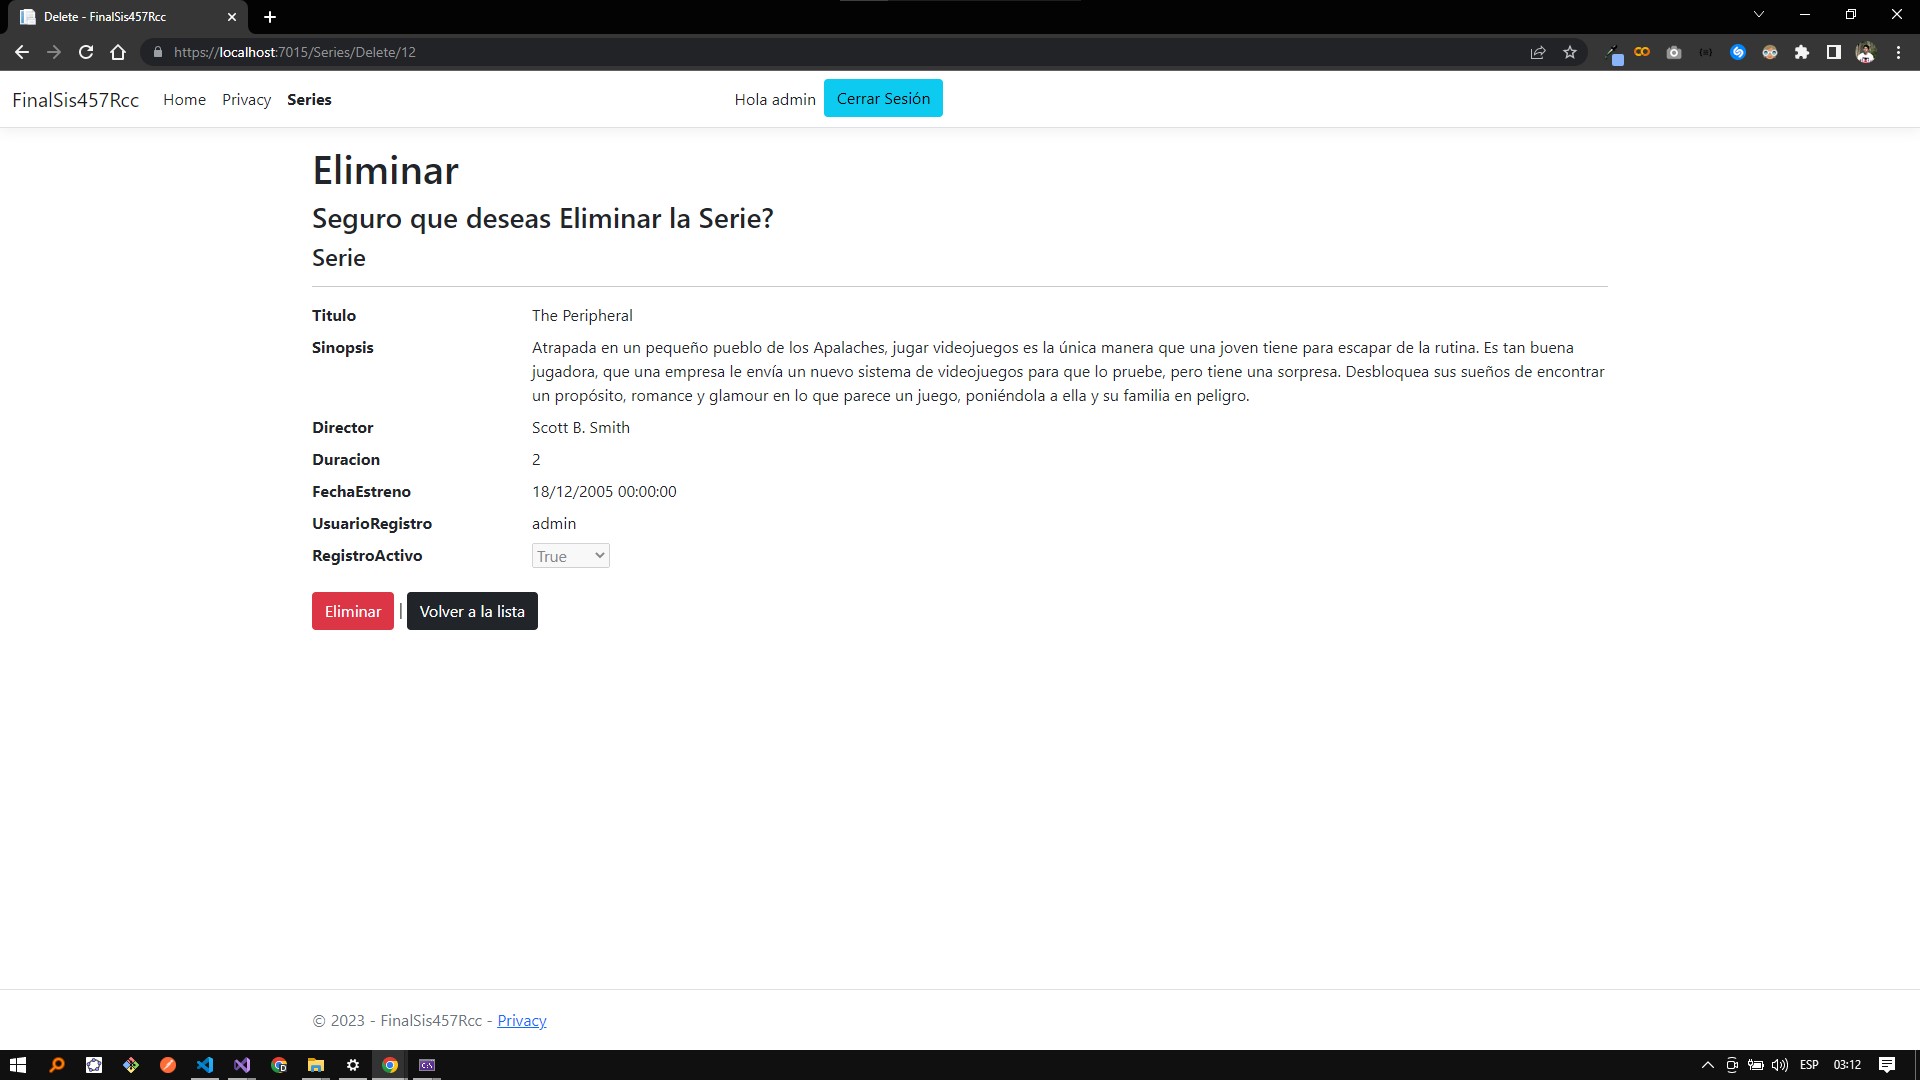 Delete - FinalSis457Rcc
https://localhost:7015/Series/Delete/12
FinalSis457Rcc Home Privacy Series Hola admin Cerrar Sesión
Eliminar
Seguro que deseas Eliminar la Serie?
Serie
Titulo The Peripheral
Sinopsis Atrapada en un pequeño pueblo de los Apalaches, jugar videojuegos es la única manera que una joven tiene para escapar de la rutina. Es tan buena
jugadora, que una empresa le envía un nuevo sistema de videojuegos para que lo pruebe, pero tiene una sorpresa. Desbloquea sus sueños de encontrar
un propósito, romance y glamour en lo que parece un juego, poniéndola a ella y su familia en peligro.
Director Scott B. Smith
Duracion 2
FechaEstreno 18/12/2005 00:00:00
UsuarioRegistro admin
RegistroActivo True
Eliminar | Volver a la lista
© 2023 - FinalSis457Rcc - Privacy
ESP 03:12